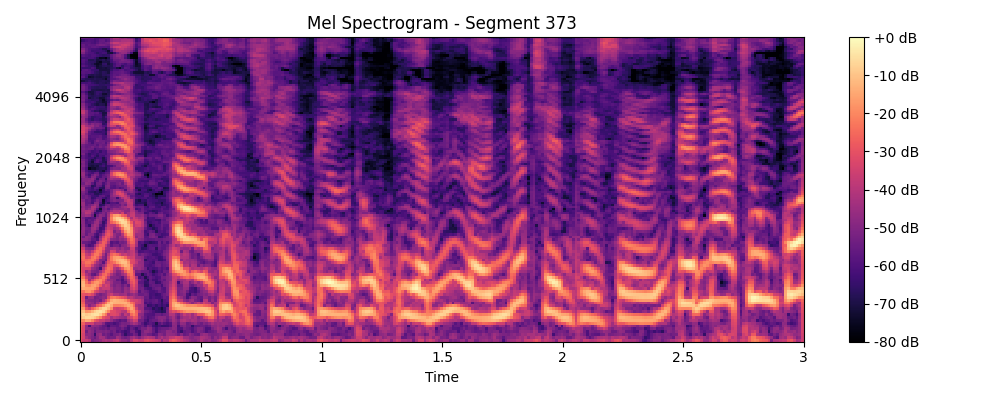 Mel Spectrogram - Segment 373
Frequency
4096
2048
1024
512
0
0
0.5
1
1.5
2
2.5
3
Time
+0 dB
-10 dB
-20 dB
-30 dB
-40 dB
-50 dB
-60 dB
-70 dB
-80 dB